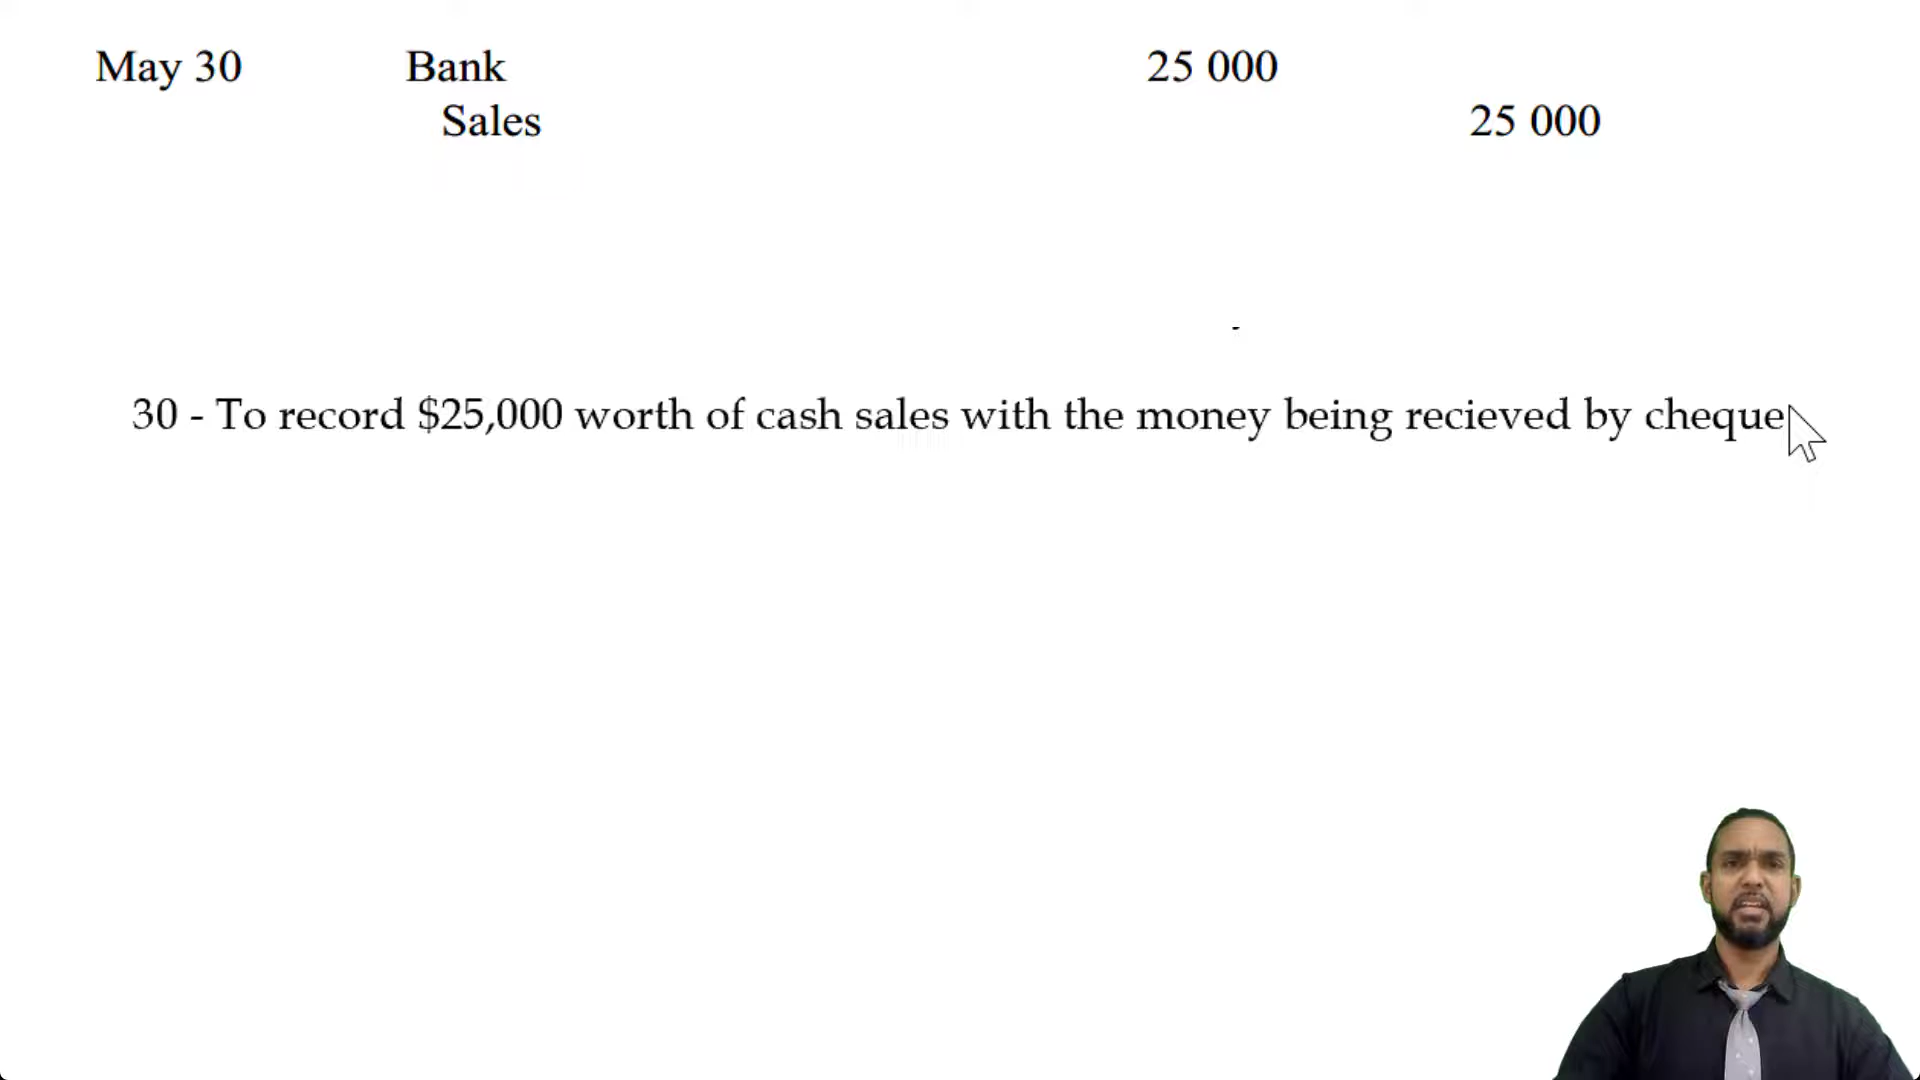 May 30 Bank 25 000
Sales 25 000
30 - To record $25,000 worth of cash sales with the money being recieved by cheque